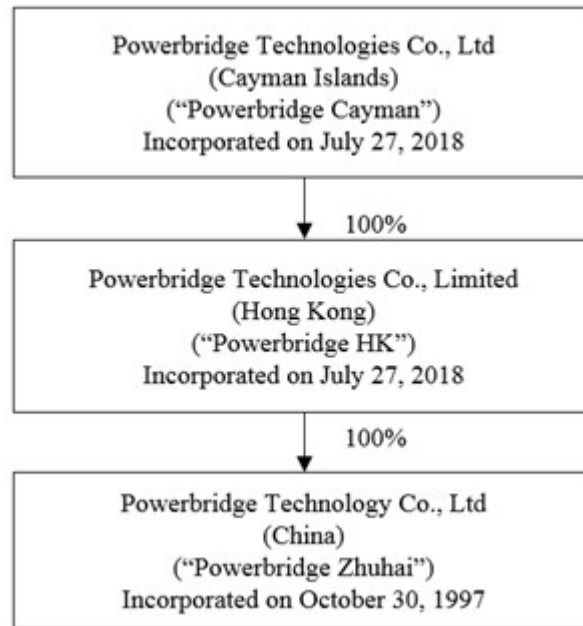 Powerbridge Technologies Co., Ltd
(Cayman Islands)
(“Powerbridge Cayman”)
Incorporated on July 27, 2018
100%
Powerbridge Technologies Co., Limited
(Hong Kong)
(“Powerbridge HK”)
Incorporated on July 27, 2018
100%
Powerbridge Technology Co., Ltd
(China)
(“Powerbridge Zhuhai”)
Incorporated on October 30, 1997